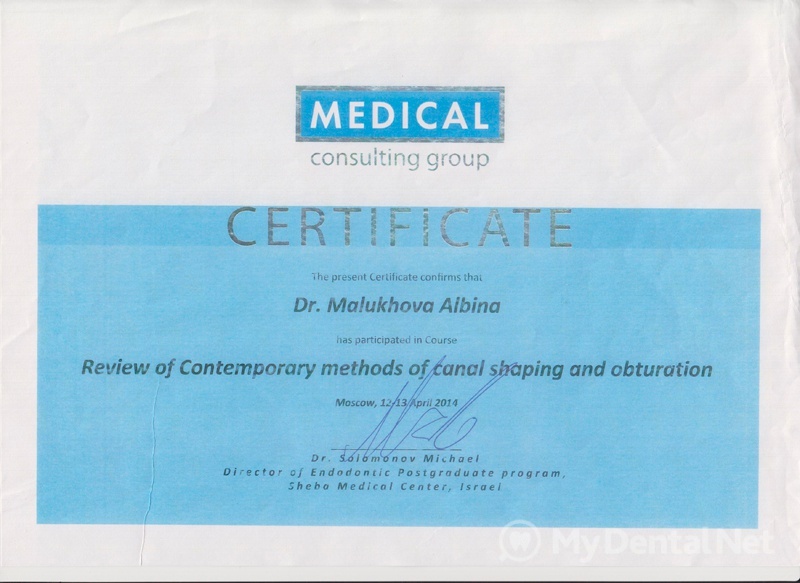 MEDICAL
consulting group
CERTIFICATE
The present Certificate confirms that
Dr. Malukhova Albina
has participated in Course
Review of Contemporary methods of canal shaping and obturation
Moscow, 12-13 April 2014
Dr. Solomonov Michael
Director of Endodontic Postgraduate program,
Sheba Medical Center, Israel
MyDentalNet